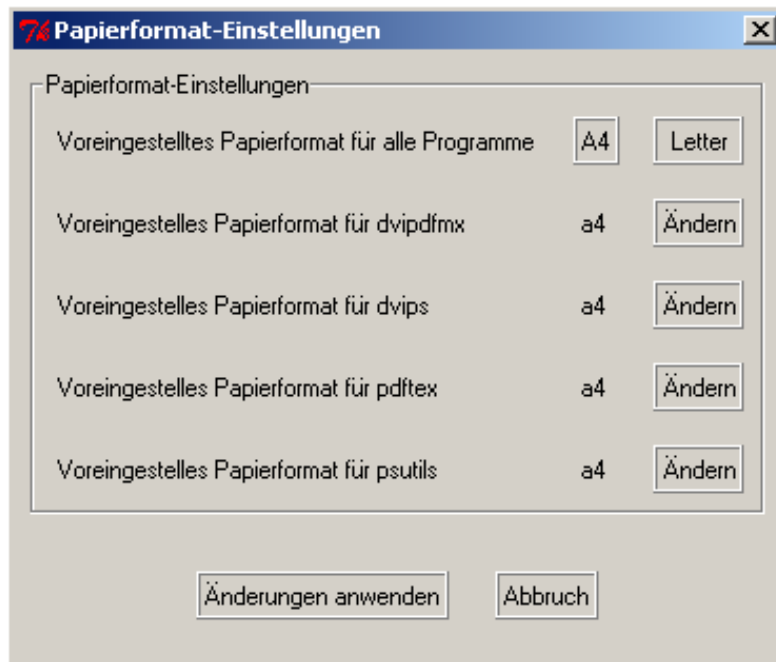 Papierformat-Einstellungen
Papierformat-Einstellungen
Voreingestelltes Papierformat für alle Programme A4 Letter
Voreingestelles Papierformat für dvipdfmx a4 Ändern
Voreingestelles Papierformat für dvips a4 Ändern
Voreingestelles Papierformat für pdftex a4 Ändern
Voreingestelles Papierformat für psutils a4 Ändern
Änderungen anwenden Abbruch